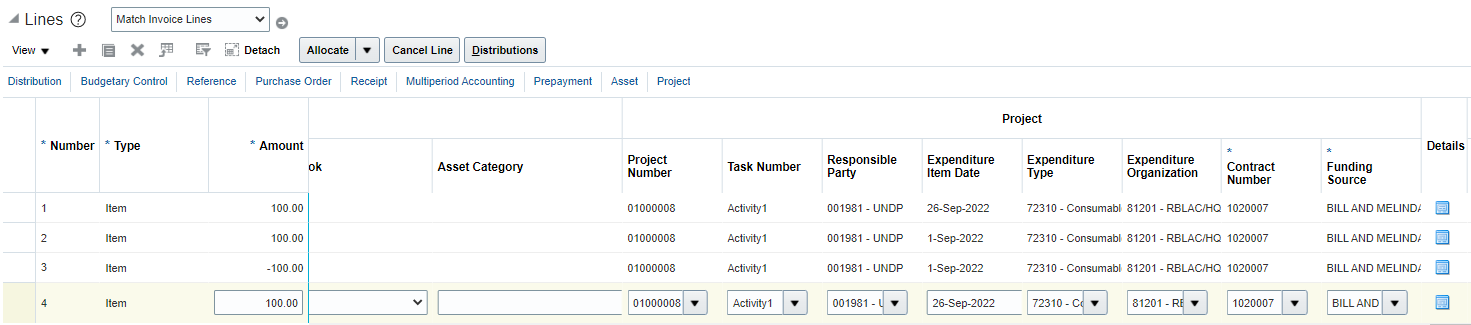 Lines Match Invoice Lines
View Detach Allocate Cancel Line Distributions
Distribution Budgetary Control Reference Purchase Order Receipt Multiperiod Accounting Prepayment Asset Project
Project
* Number * Type * Amount ok Asset Category Project Number Task Number Responsible Party Expenditure Item Date Expenditure Type Expenditure Organization * Contract Number * Funding Source Details
1 Item 100.00 01000008 Activity1 001981 - UNDP 26-Sep-2022 72310 - Consumabl 81201 - RBLAC/HQ 1020007 BILL AND MELINDA
2 Item 100.00 01000008 Activity1 001981 - UNDP 1-Sep-2022 72310 - Consumabl 81201 - RBLAC/HQ 1020007 BILL AND MELINDA
3 Item -100.00 01000008 Activity1 001981 - UNDP 1-Sep-2022 72310 - Consumabl 81201 - RBLAC/HQ 1020007 BILL AND MELINDA
4 Item 100.00 01000008 Activity1 001981 - U 26-Sep-2022 72310 - Co 81201 - RB 1020007 BILL AND